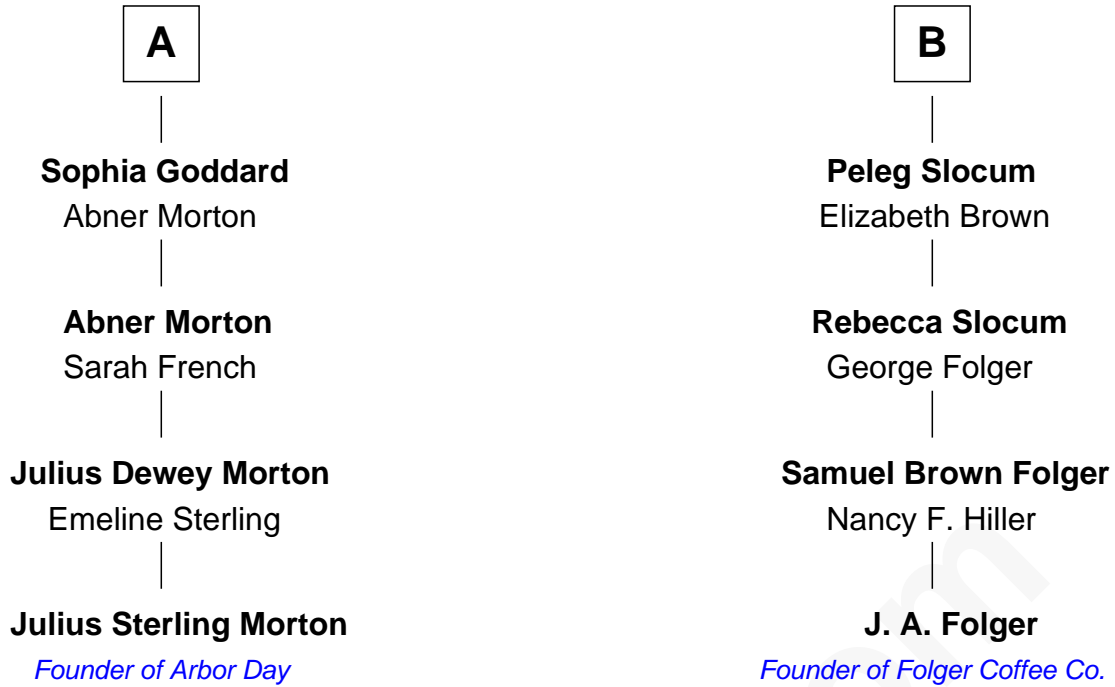 A
Sophia Goddard
Abner Morton
Abner Morton
Sarah French
Julius Dewey Morton
Emeline Sterling
Julius Sterling Morton
Founder of Arbor Day
B
Peleg Slocum
Elizabeth Brown
Rebecca Slocum
George Folger
Samuel Brown Folger
Nancy F. Hiller
J. A. Folger
Founder of Folger Coffee Co.